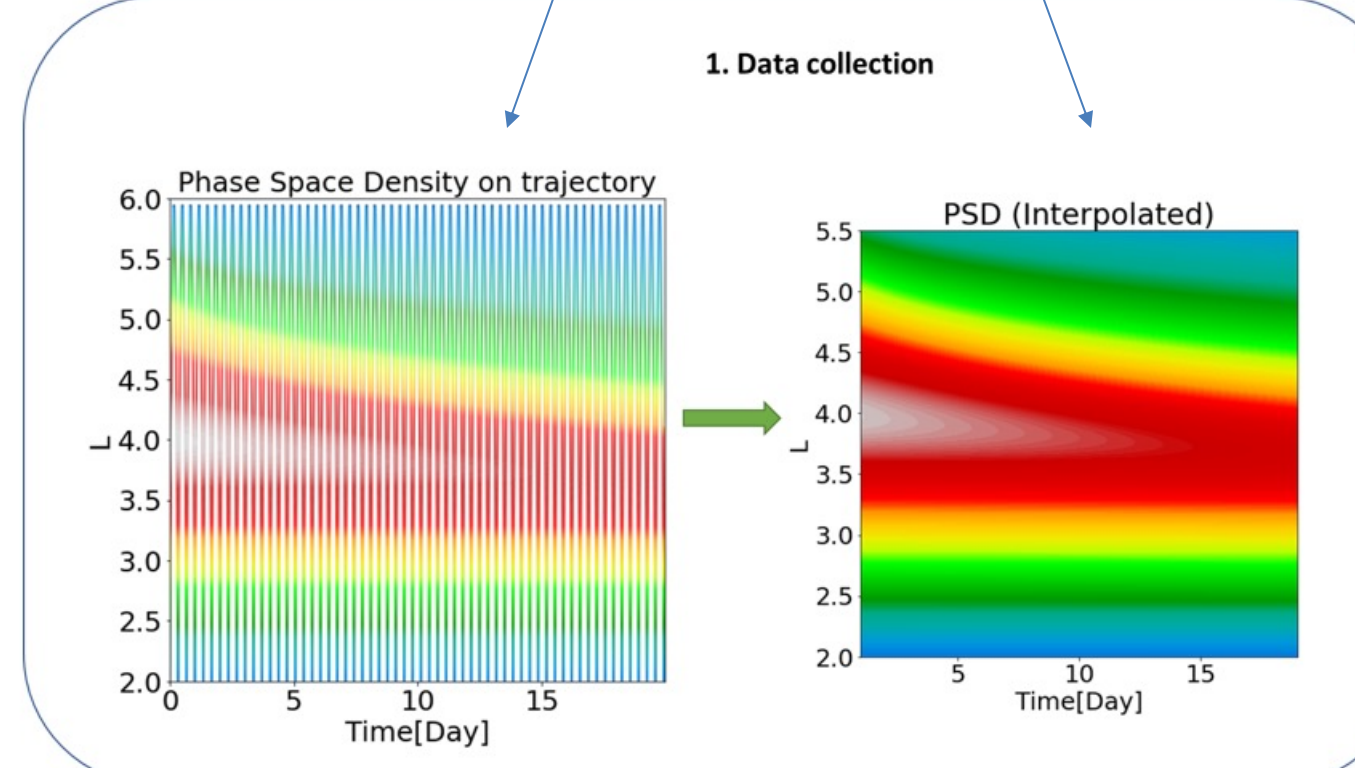 1. Data collection
Phase Space Density on trajectory
6.0
5.5
5.0
4.5
4.0
3.5
3.0
2.5
2.0
L
0 5 10 15
Time[Day]
PSD (Interpolated)
5.5
5.0
4.5
4.0
3.5
3.0
2.5
2.0
L
5 10 15
Time[Day]